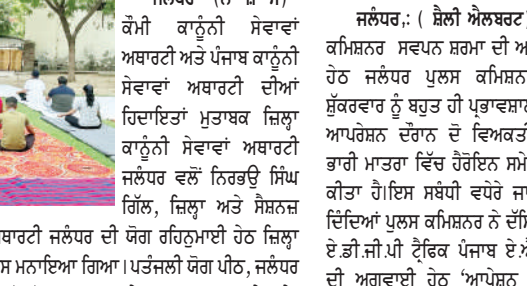 ਕੌਮੀ ਕਾਨੂੰਨੀ ਸੇਵਾਵਾਂ
ਅਥਾਰਟੀ ਅਤੇ ਪੰਜਾਬ ਕਾਨੂੰਨੀ
ਸੇਵਾਵਾਂ ਅਥਾਰਟੀ ਦੀਆਂ
ਹਿਦਾਇਤਾਂ ਮੁਤਾਬਕ ਜ਼ਿਲ੍ਹਾ
ਕਾਨੂੰਨੀ ਸੇਵਾਵਾਂ ਅਥਾਰਟੀ
ਜਲੰਧਰ ਵਲੋਂ ਨਿਰਭਉ ਸਿੰਘ
ਗਿੱਲ, ਜ਼ਿਲ੍ਹਾ ਅਤੇ ਸੈਸ਼ਨਜ਼
ਥਾਰਟੀ ਜਲੰਧਰ ਦੀ ਯੋਗ ਰਹਿਨੁਮਾਈ ਹੇਠ ਜ਼ਿਲ੍ਹਾ
ਸ ਮਨਾਇਆ ਗਿਆ।ਪਤੰਜਲੀ ਯੋਗ ਪੀਠ, ਜਲੰਧਰ
ਜਲੰਧਰ,: ( ਸ਼ੈਲੀ ਐਲਬਰਟ
ਕਮਿਸ਼ਨਰ ਸਵਪਨ ਸ਼ਰਮਾ ਦੀ ਅ
ਹੇਠ ਜਲੰਧਰ ਪੁਲਸ ਕਮਿਸ਼ਨ
ਸ਼ੁੱਕਰਵਾਰ ਨੂੰ ਬਹੁਤ ਹੀ ਪ੍ਰਭਾਵਸ਼ਾ
ਆਪਰੇਸ਼ਨ ਦੌਰਾਨ ਦੋ ਵਿਅਕਤੀ
ਭਾਰੀ ਮਾਤਰਾ ਵਿੱਚ ਹੈਰੋਇਨ ਸਮੇ
ਕੀਤਾ ਹੈ।ਇਸ ਸਬੰਧੀ ਵਧੇਰੇ ਜਾ
ਦਿੰਦਿਆਂ ਪੁਲਸ ਕਮਿਸ਼ਨਰ ਨੇ ਦੱਸਿ
ਏ.ਡੀ.ਜੀ.ਪੀ ਟ੍ਰੈਫਿਕ ਪੰਜਾਬ ਏ.ਐ
ਦੀ ਅਗਵਾਈ ਹੇਠ 'ਆਪ੍ਰੇਸ਼ਨ